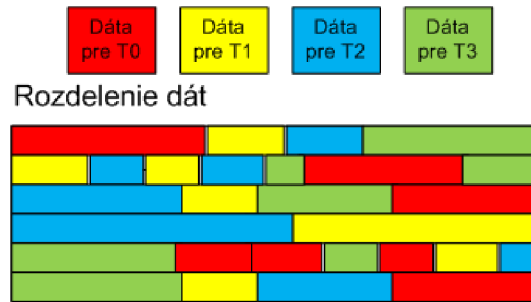 Dáta
pre T0
Dáta
pre T1
Dáta
pre T2
Dáta
pre T3
Rozdelenie dát